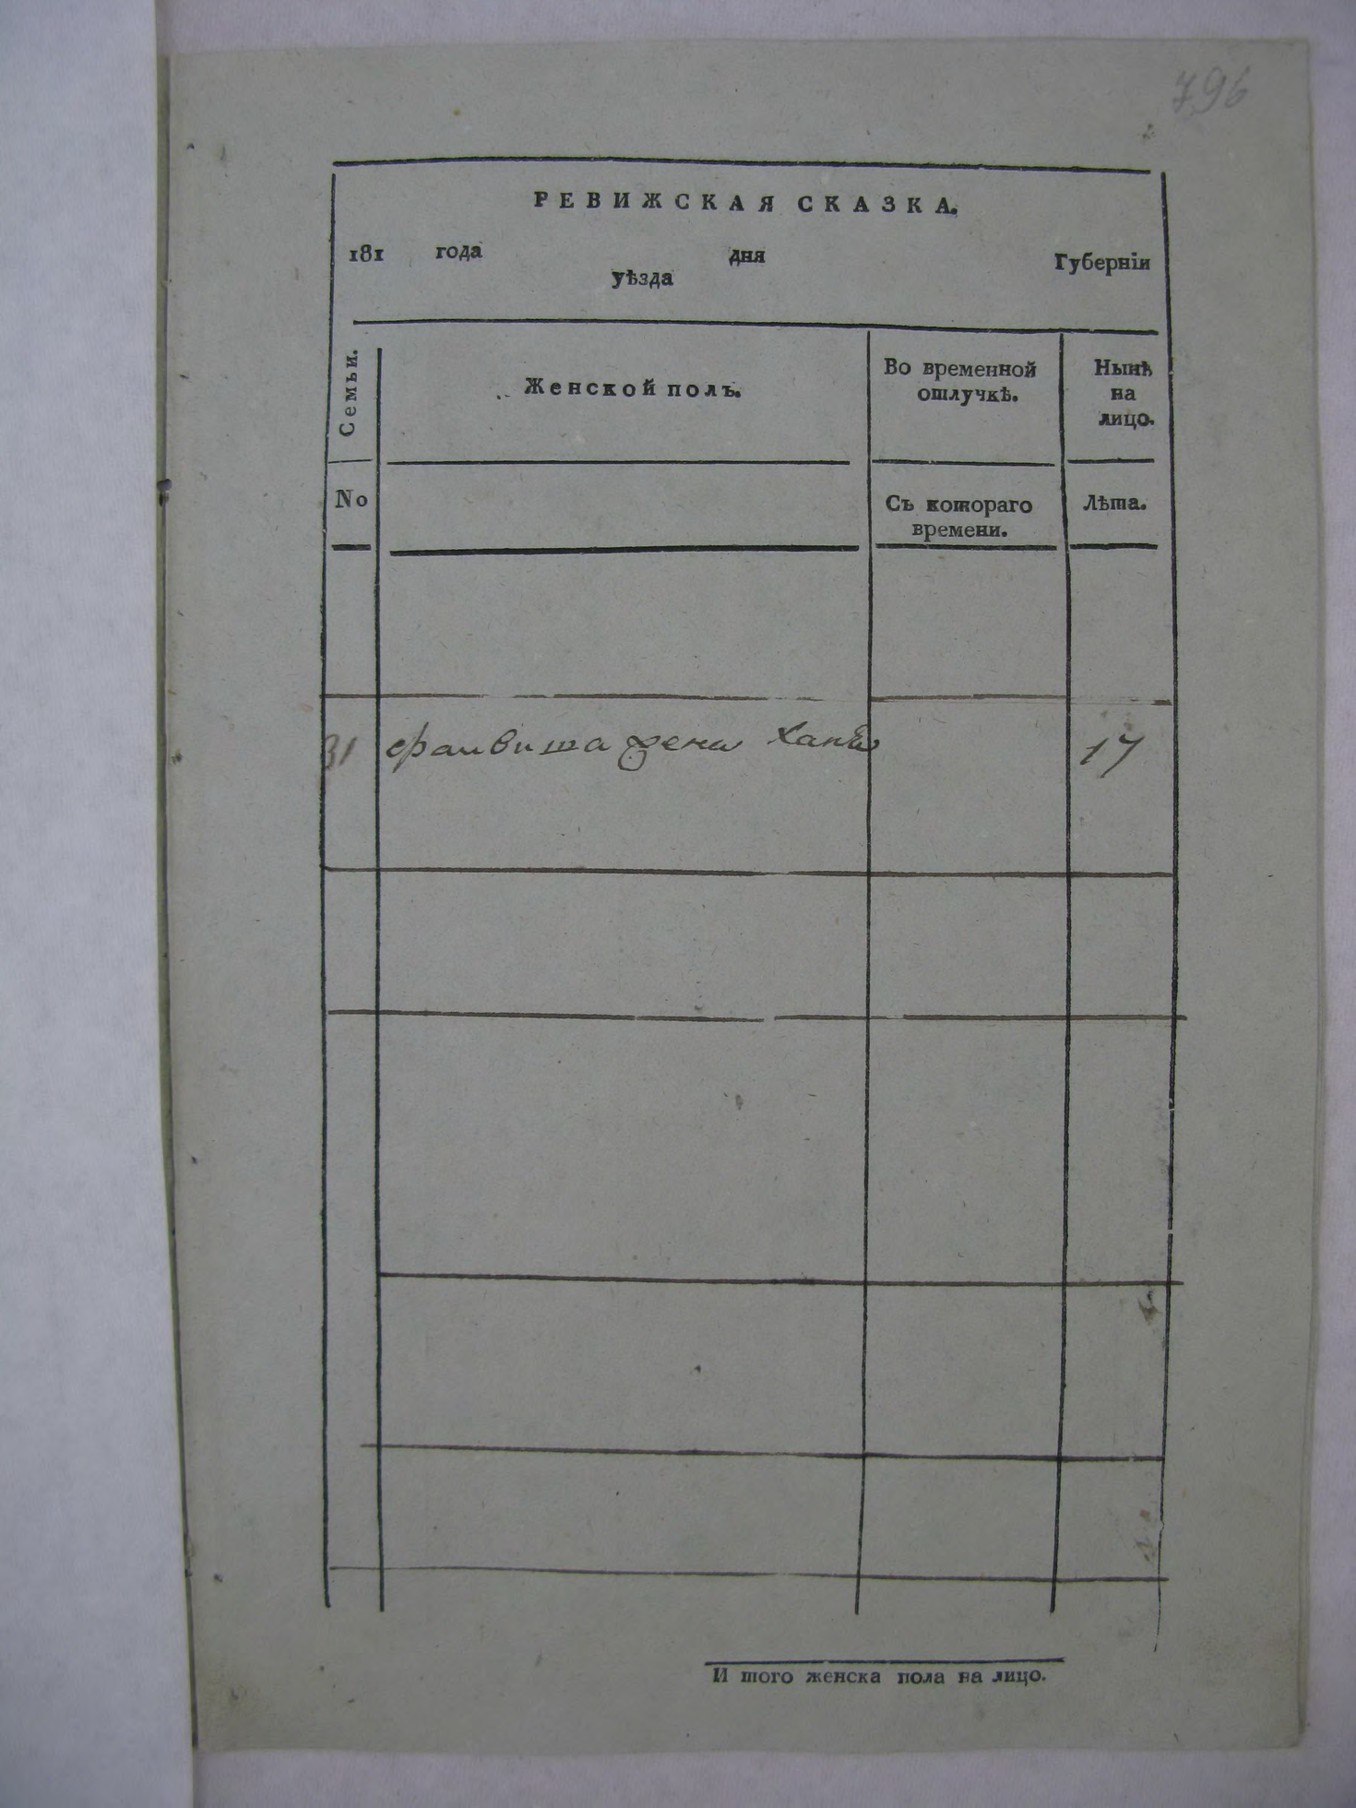 796
РЕВИЖСКАЯ СКАЗКА.
181 года дня Губерніи
уѣзда
Семьи.
Женской полъ.
Во временной
отлучкѣ.
Нынѣ
на
лицо.
No
Съ котораго
времени.
Лѣта.
31 Фаивиша жена Хана 17
И того женска пола на лицо.